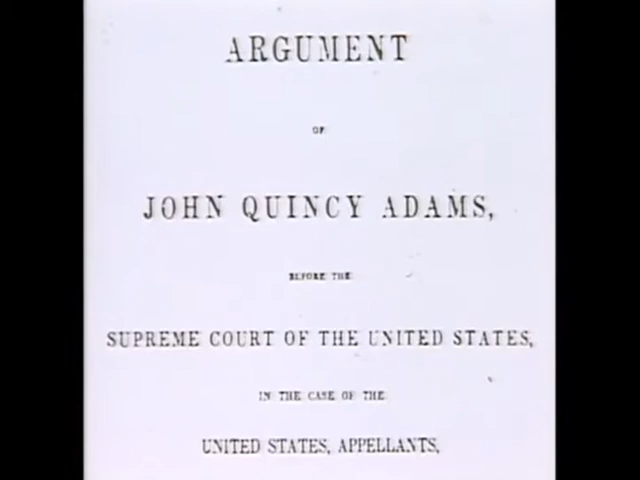 ARGUMENT
OF
JOHN QUINCY ADAMS,
BEFORE THE
SUPREME COURT OF THE UNITED STATES,
IN THE CASE OF THE
UNITED STATES, APPELLANTS,